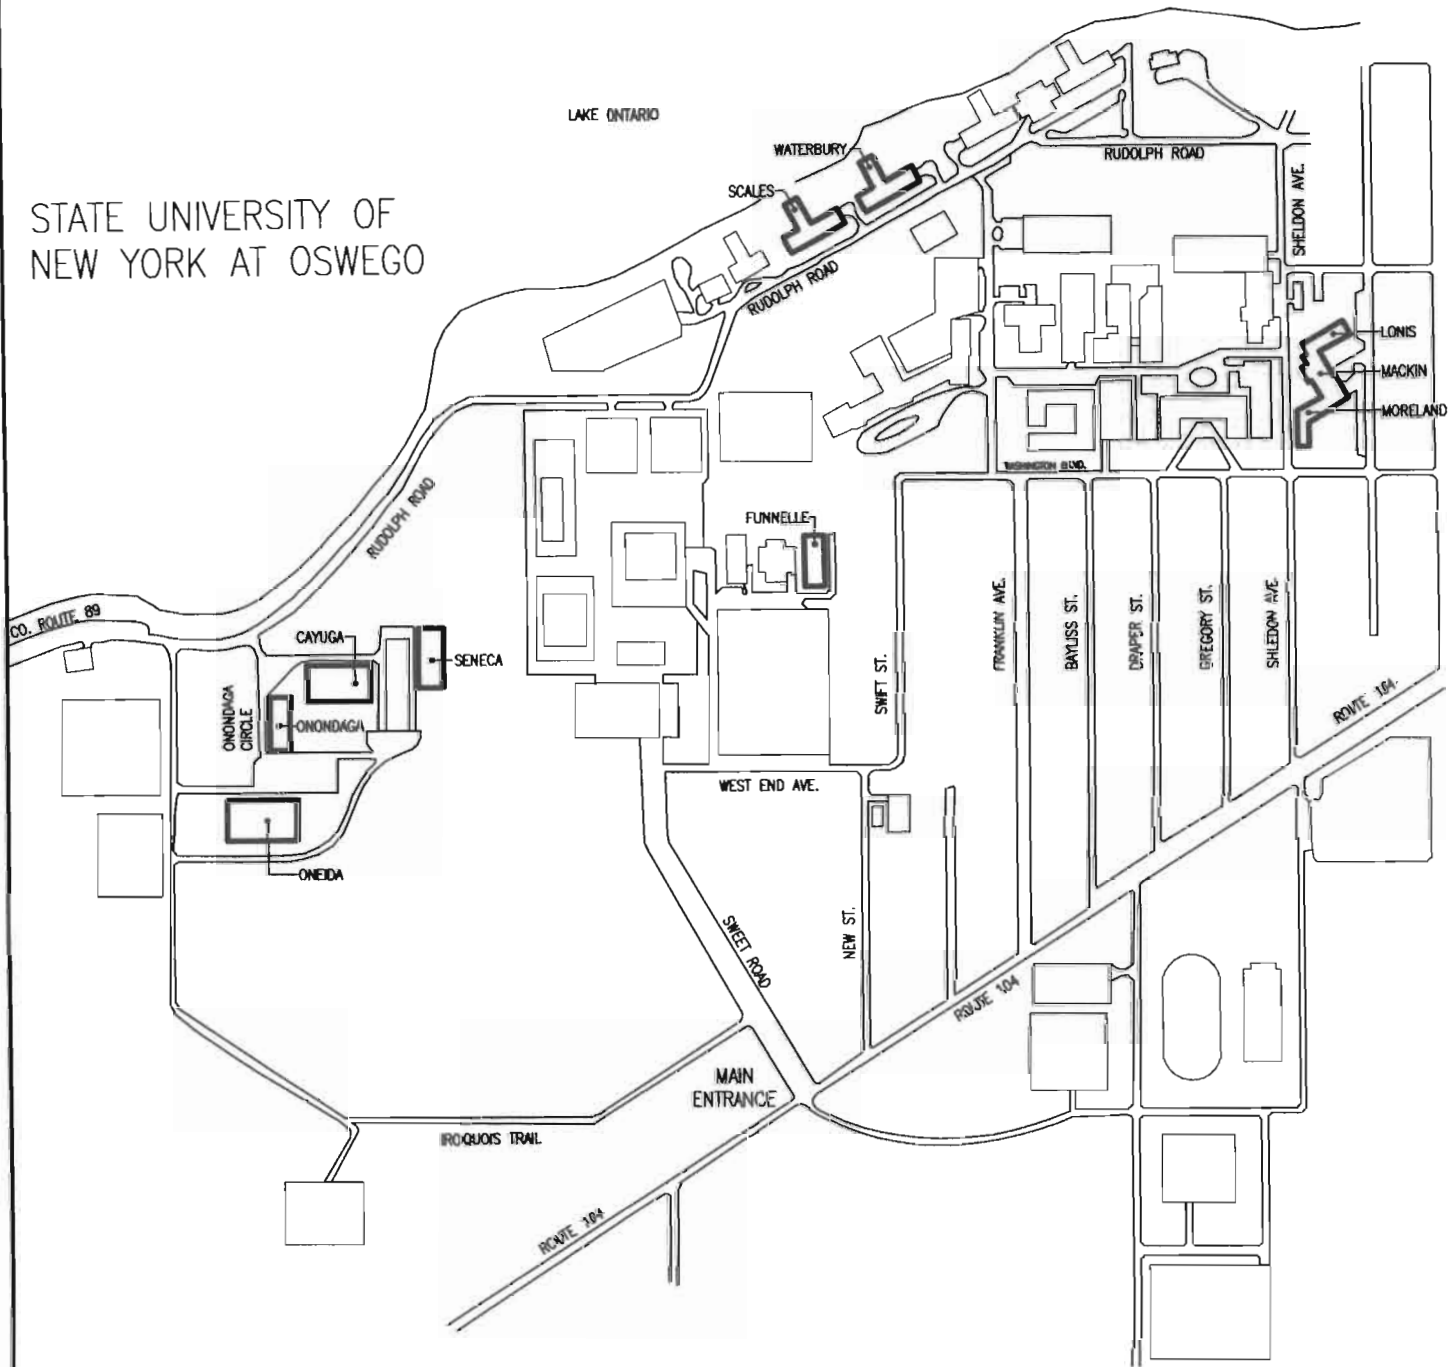 LAKE ONTARIO
WATERBURY
RUDOLPH ROAD
SCALES
SHELDON AVE.
STATE UNIVERSITY OF
NEW YORK AT OSWEGO
RUDOLPH ROAD
LONIS
MACKIN
MORELAND
WASHINGTON BLVD.
RUDOLPH ROAD
FUNNELLE
CO. ROUTE 89
CAYUGA
SENECA
ONONDAGA
CIRCLE
ONONDAGA
SWIFT ST.
FRANKLIN AVE.
BAYLISS ST.
DRAPER ST.
GREGORY ST.
SHLEDON AVE.
ROUTE 104
WEST END AVE.
ONEIDA
SWEET ROAD
NEW ST.
ROUTE 104
MAIN
ENTRANCE
IROQUOIS TRAIL
ROUTE 104